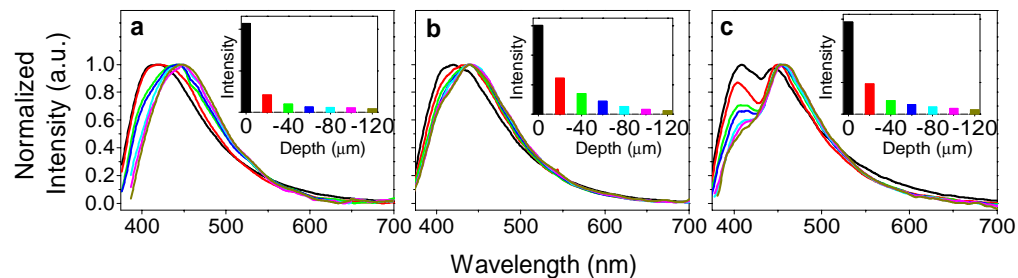 a
b
c
Normalized
Intensity (a.u.)
1.0
0.8
0.6
0.4
0.2
0.0
400 500 600 700
400 500 600 700
400 500 600 700
Wavelength (nm)
Intensity
0 -40 -80 -120
Depth (μm)
Intensity
0 -40 -80 -120
Depth (μm)
Intensity
0 -40 -80 -120
Depth (μm)